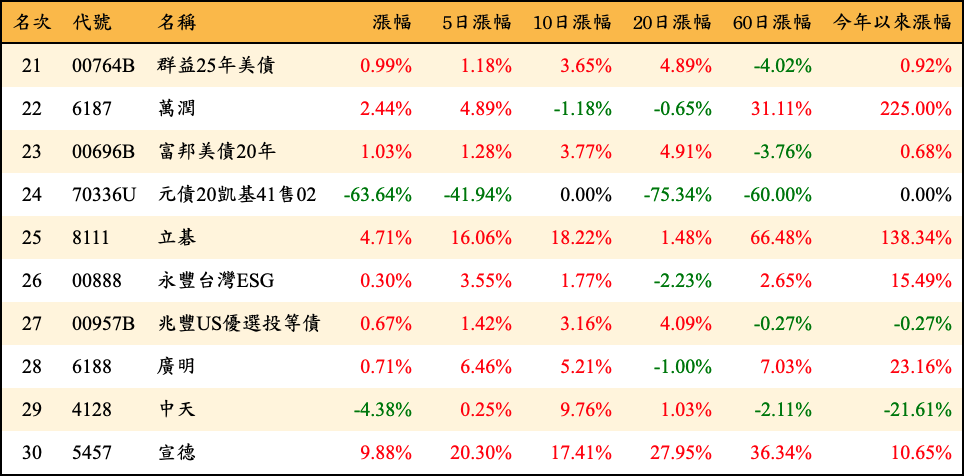 名次 代號 名稱 漲幅 5日漲幅 10日漲幅 20日漲幅 60日漲幅 今年以來漲幅
21 00764B 群益25年美債 0.99% 1.18% 3.65% 4.89% -4.02% 0.92%
22 6187 萬潤 2.44% 4.89% -1.18% -0.65% 31.11% 225.00%
23 00696B 富邦美債20年 1.03% 1.28% 3.77% 4.91% -3.76% 0.68%
24 70336U 元債20凱基41售02 -63.64% -41.94% 0.00% -75.34% -60.00% 0.00%
25 8111 立碁 4.71% 16.06% 18.22% 1.48% 66.48% 138.34%
26 00888 永豐台灣ESG 0.30% 3.55% 1.77% -2.23% 2.65% 15.49%
27 00957B 兆豐US優選投等債 0.67% 1.42% 3.16% 4.09% -0.27% -0.27%
28 6188 廣明 0.71% 6.46% 5.21% -1.00% 7.03% 23.16%
29 4128 中天 -4.38% 0.25% 9.76% 1.03% -2.11% -21.61%
30 5457 宣德 9.88% 20.30% 17.41% 27.95% 36.34% 10.65%